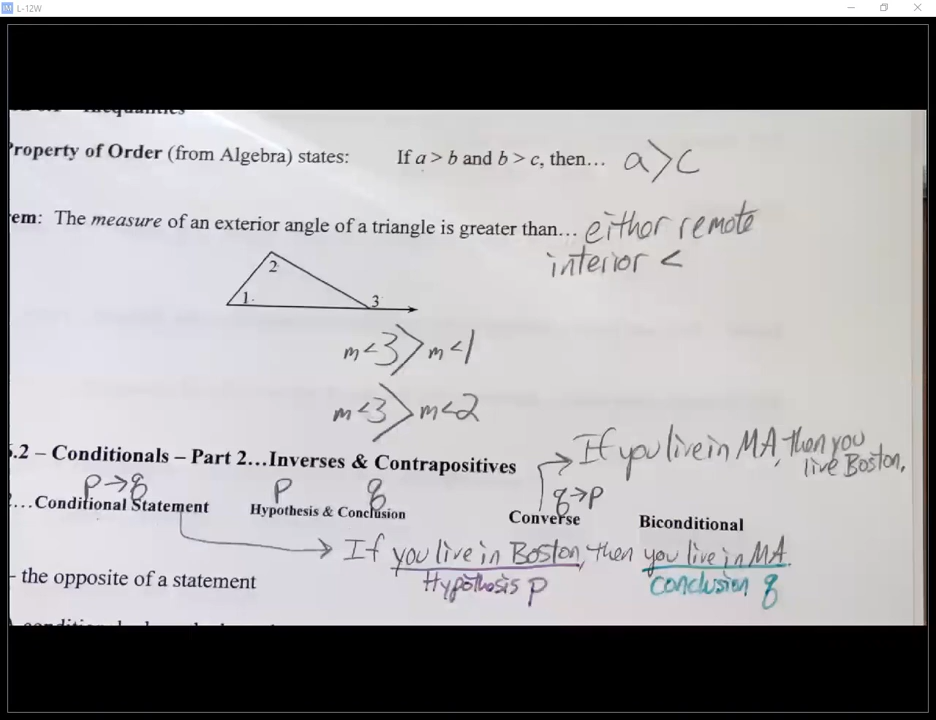 L-12W
Property of Order (from Algebra) states: If a > b and b > c, then… a>c
em: The measure of an exterior angle of a triangle is greater than… either remote
interior <
2
1
3
m<3>m<1
m<3>m<2
.2 – Conditionals – Part 2…Inverses & Contrapositives
If you live in MA, then you
live Boston.
p→q p q q→p
…Conditional Statement Hypothesis & Conclusion Converse Biconditional
If you live in Boston, then you live in MA.
Hypothesis p Conclusion q
- the opposite of a statement